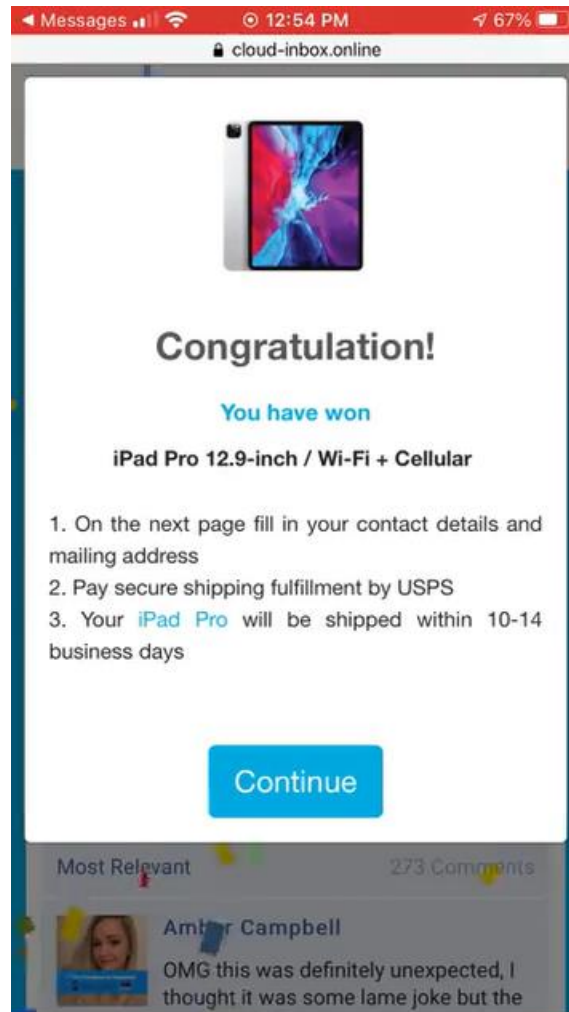 Messages 12:54 PM 67%
cloud-inbox.online
Congratulation!
You have won
iPad Pro 12.9-inch / Wi-Fi + Cellular
1. On the next page fill in your contact details and
mailing address
2. Pay secure shipping fulfillment by USPS
3. Your iPad Pro will be shipped within 10-14
business days
Continue
Most Relevant 273 Comments
Amber Campbell
OMG this was definitely unexpected, I
thought it was some lame joke but the